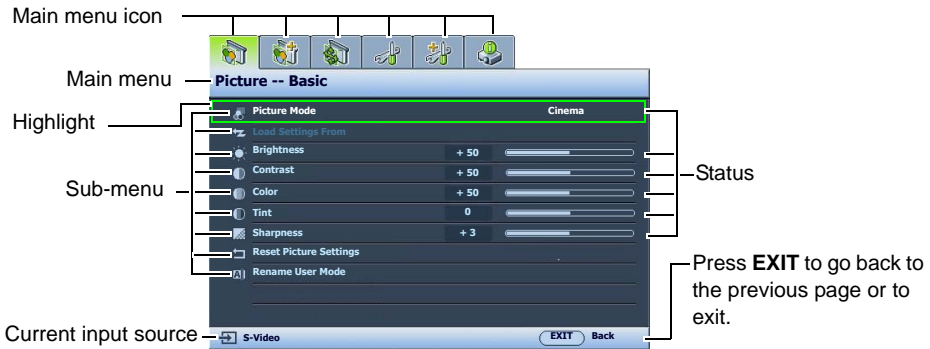 Main menu icon
Main menu
Picture -- Basic
Highlight
Picture Mode Cinema
Load Settings From
Brightness + 50
Contrast + 50
Sub-menu
Status
Color + 50
Tint 0
Sharpness + 3
Reset Picture Settings
Rename User Mode
Press EXIT to go back to
the previous page or to
exit.
Current input source
S-Video EXIT Back